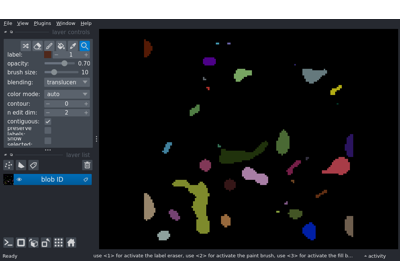 File View Plugins Window Help
layer controls
label: 1
opacity: 0.70
brush size: 10
blending: translucen
color mode: auto
contour: 0
n edit dim: 2
contiguous:
preserve
labels:
show
selected:
layer list
blob ID
Ready
use <1> for activate the label eraser, use <2> for activate the paint brush, use <3> for activate the fill b...
activity